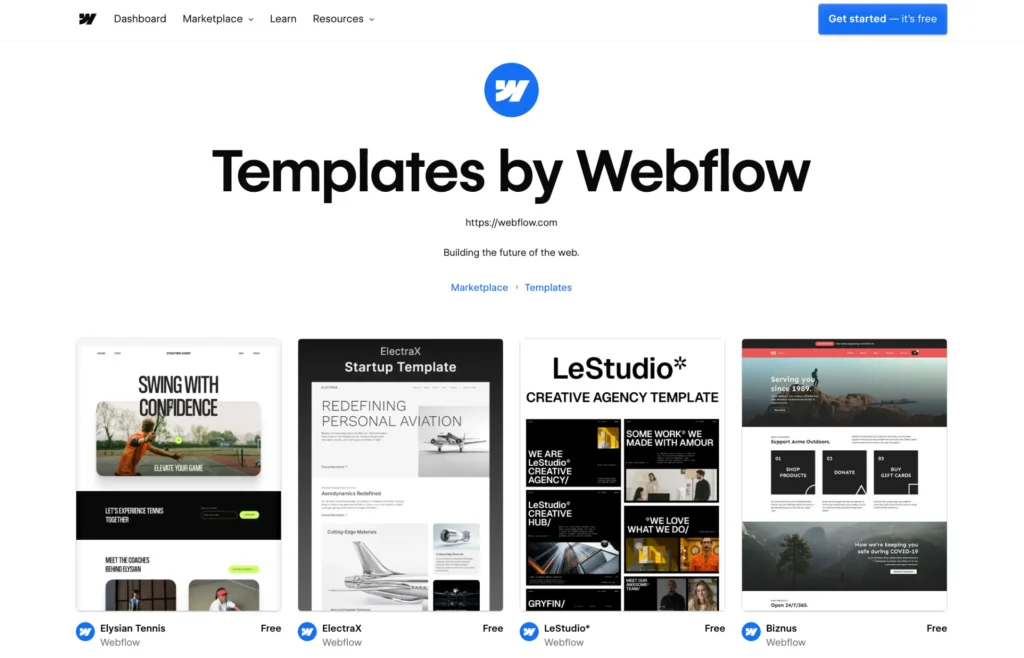 Dashboard Marketplace Learn Resources
Get started — it's free
Templates by Webflow
https://webflow.com
Building the future of the web.
Marketplace › Templates
SWING WITH
CONFIDENCE
ELEVATE YOUR GAME
LET'S EXPERIENCE TENNIS
TOGETHER
MEET THE COACHES
BEHIND ELYSIAN
ElectraX
Startup Template
REDEFINING
PERSONAL AVIATION
Aerodynamics Redefined
Cutting-Edge Materials
LeStudio*
CREATIVE AGENCY TEMPLATE
WE ARE
LeStudio*
CREATIVE
AGENCY/
SOME WORK* WE
MADE WITH AMOUR
LeStudio*
CREATIVE
HUB/
*WE LOVE
WHAT WE DO/
MEET OUR
AWESOME*
TEAM/
GRYFIN/
Serving you
since 1989.
Support Acme Outdoors.
01
SHOP
PRODUCTS
02
DONATE
03
BUY
GIFT CARDS
How we're keeping you
safe during COVID-19
Open 24/7/365.
Elysian Tennis Free
Webflow
ElectraX Free
Webflow
LeStudio* Free
Webflow
Biznus Free
Webflow